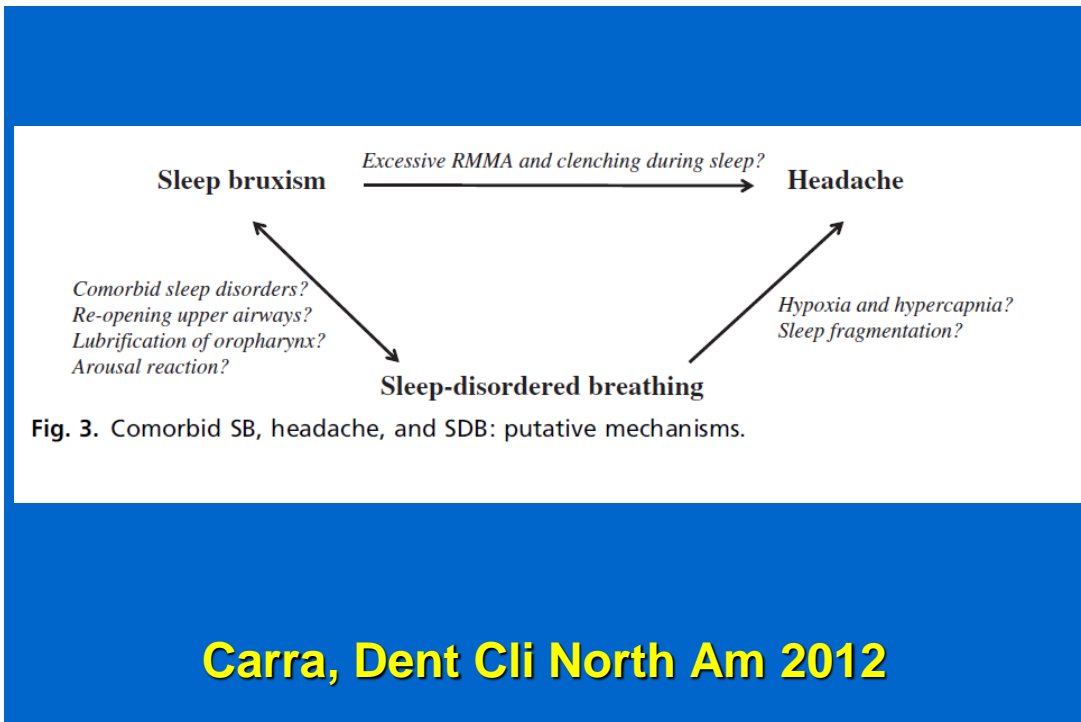 Excessive RMMA and clenching during sleep?
Sleep bruxism
Headache
Comorbid sleep disorders?
Re-opening upper airways?
Lubrification of oropharynx?
Arousal reaction?
Hypoxia and hypercapnia?
Sleep fragmentation?
Sleep-disordered breathing
Fig. 3. Comorbid SB, headache, and SDB: putative mechanisms.
Carra, Dent Cli North Am 2012